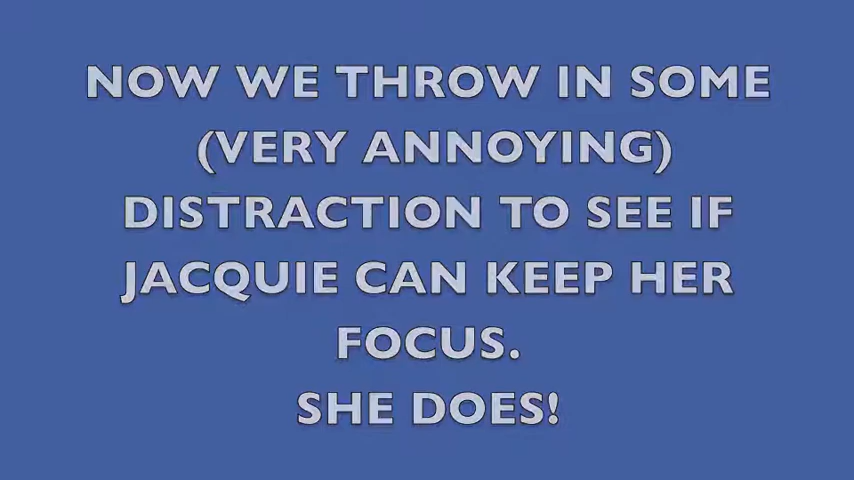 NOW WE THROW IN SOME
(VERY ANNOYING)
DISTRACTION TO SEE IF
JACQUIE CAN KEEP HER
FOCUS.
SHE DOES!